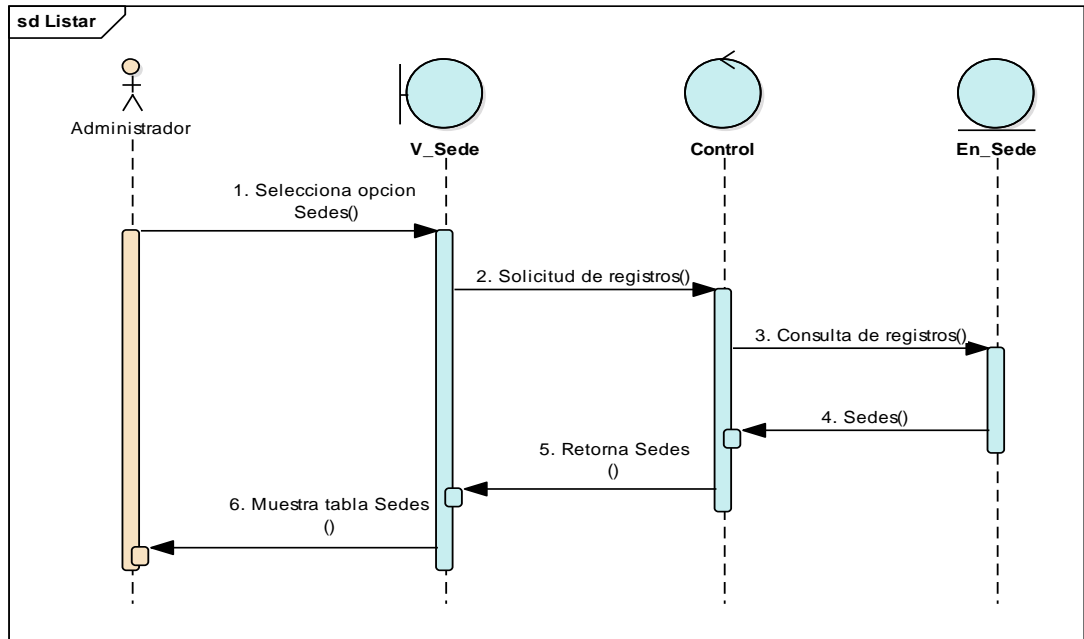 sd Listar
Administrador
V_Sede
Control
En_Sede
1. Selecciona opcion
Sedes()
2. Solicitud de registros()
3. Consulta de registros()
4. Sedes()
5. Retorna Sedes
()
6. Muestra tabla Sedes
()